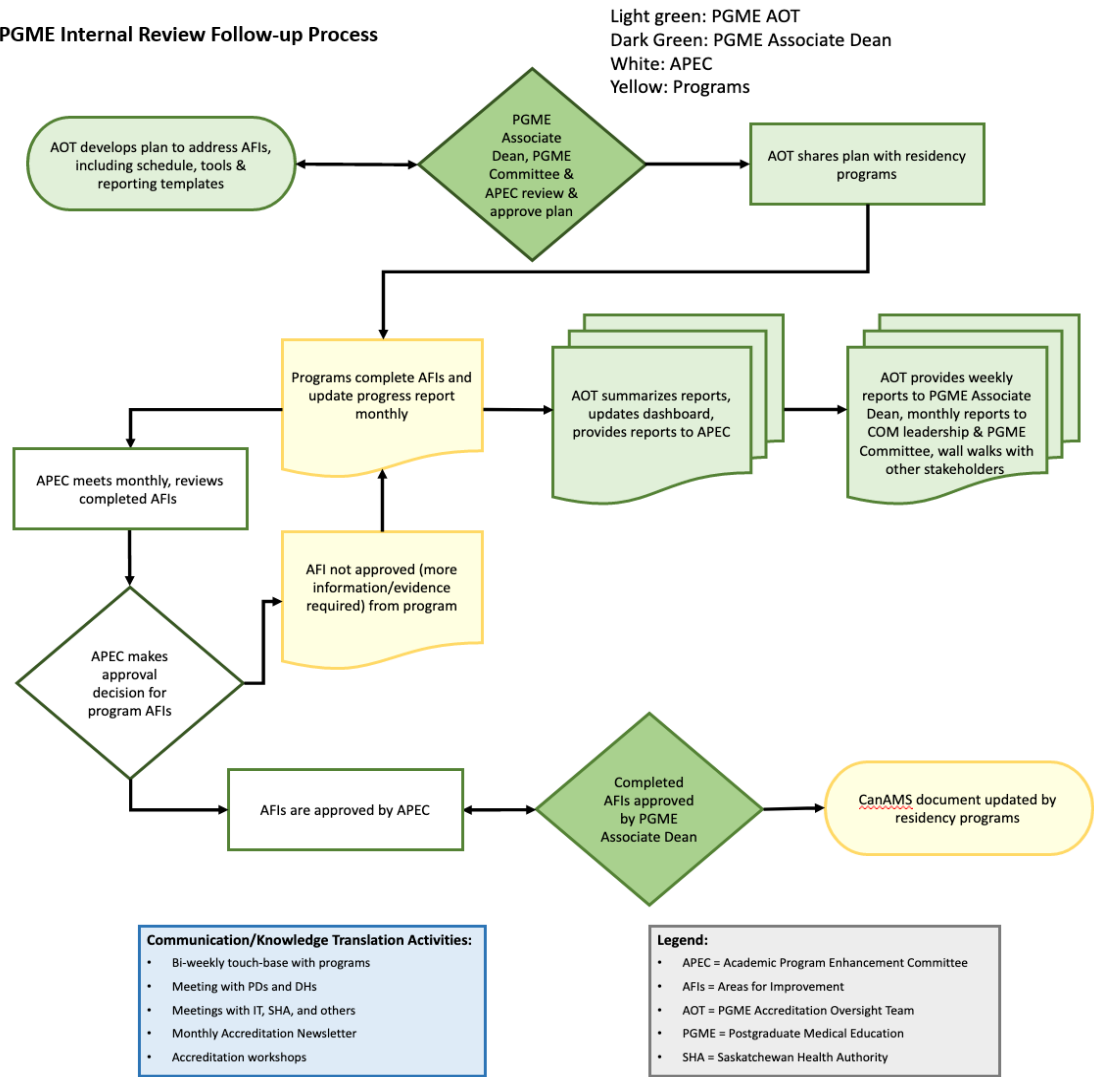 PGME Internal Review Follow-up Process
Light green: PGME AOT
Dark Green: PGME Associate Dean
White: APEC
Yellow: Programs
AOT develops plan to address AFIs,
including schedule, tools &
reporting templates
PGME
Associate
Dean, PGME
Committee &
APEC review &
approve plan
AOT shares plan with residency
programs
Programs complete AFIs and
update progress report
monthly
AOT summarizes reports,
updates dashboard,
provides reports to APEC
AOT provides weekly
reports to PGME Associate
Dean, monthly reports to
COM leadership & PGME
Committee, wall walks with
other stakeholders
APEC meets monthly, reviews
completed AFIs
AFI not approved (more
information/evidence
required) from program
APEC makes
approval
decision for
program AFIs
AFIs are approved by APEC
Completed
AFIs approved
by PGME
Associate Dean
CanAMS document updated by
residency programs
Communication/Knowledge Translation Activities:
• Bi-weekly touch-base with programs
• Meeting with PDs and DHs
• Meetings with IT, SHA, and others
• Monthly Accreditation Newsletter
• Accreditation workshops
Legend:
• APEC = Academic Program Enhancement Committee
• AFIs = Areas for Improvement
• AOT = PGME Accreditation Oversight Team
• PGME = Postgraduate Medical Education
• SHA = Saskatchewan Health Authority